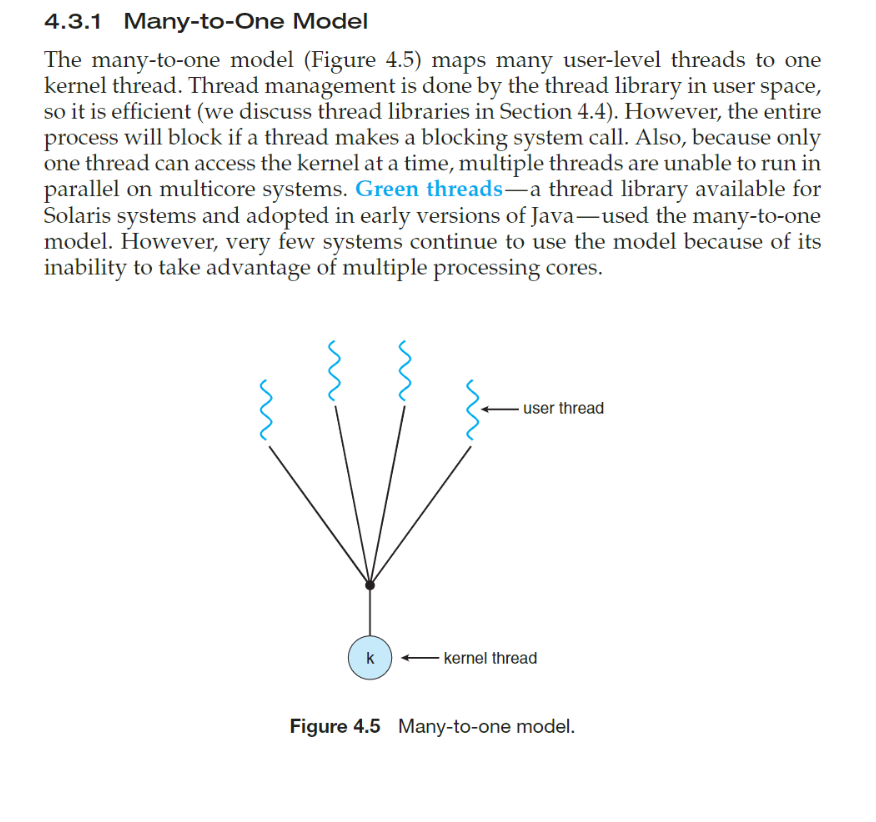 4.3.1 Many-to-One Model
The many-to-one model (Figure 4.5) maps many user-level threads to one
kernel thread. Thread management is done by the thread library in user space,
so it is efficient (we discuss thread libraries in Section 4.4). However, the entire
process will block if a thread makes a blocking system call. Also, because only
one thread can access the kernel at a time, multiple threads are unable to run in
parallel on multicore systems. Green threads—a thread library available for
Solaris systems and adopted in early versions of Java—used the many-to-one
model. However, very few systems continue to use the model because of its
inability to take advantage of multiple processing cores.
user thread
k
kernel thread
Figure 4.5 Many-to-one model.